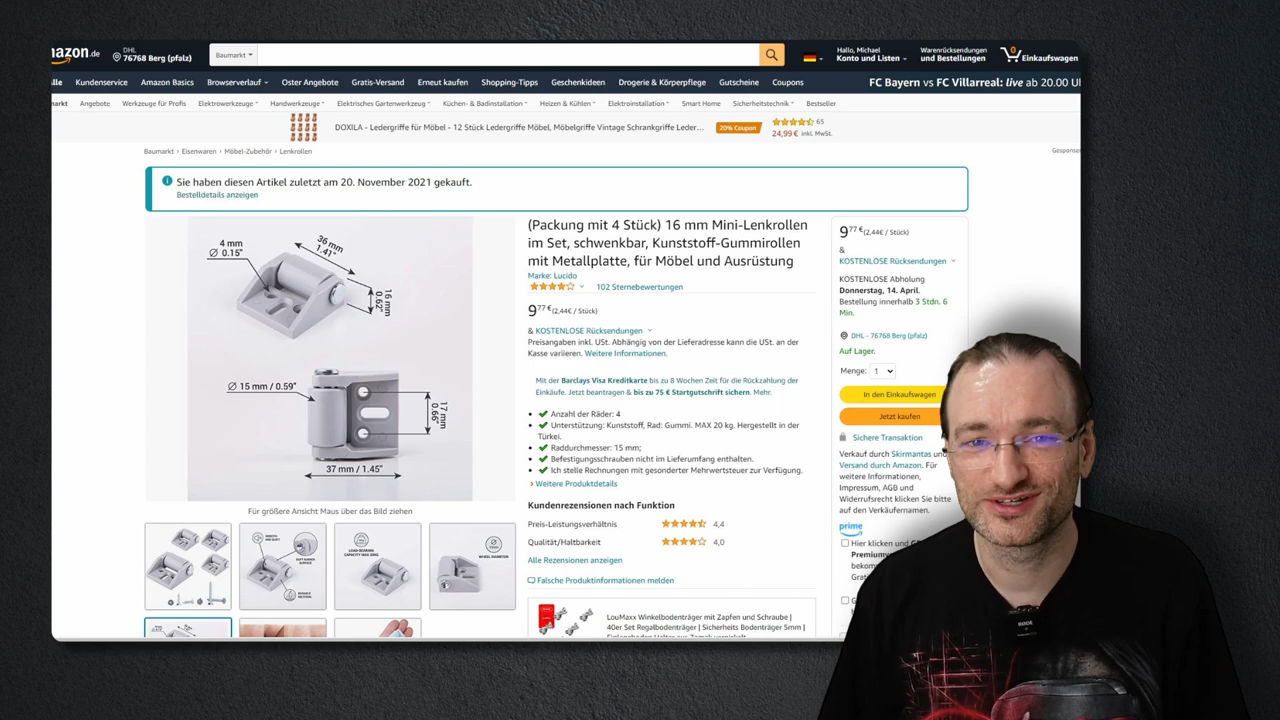 mazon.de
DHL
76768 Berg (pfalz)
Baumarkt
Hallo, Michael
Konto und Listen
Warenrücksendungen
und Bestellungen
0
Einkaufswagen
lle
Kundenservice
Amazon Basics
Browserverlauf
Oster Angebote
Gratis-Versand
Erneut kaufen
Shopping-Tipps
Geschenkideen
Drogerie & Körperpflege
Gutscheine
Coupons
FC Bayern vs FC Villarreal: live ab 20.00 U
markt
Angebote
Werkzeuge für Profis
Elektrowerkzeuge
Handwerkzeuge
Elektrisches Gartenwerkzeug
Küchen- & Badinstallation
Heizen & Kühlen
Elektroinstallation
Smart Home
Sicherheitstechnik
Bestseller
DOXILA - Ledergriffe für Möbel - 12 Stück Ledergriffe Möbel, Möbelgriffe Vintage Schrankgriffe Leder…
20% Coupon
65
24,99 € inkl. MwSt.
Baumarkt › Eisenwaren › Möbel-Zubehör › Lenkrollen
Gesponser
Sie haben diesen Artikel zuletzt am 20. November 2021 gekauft.
Bestelldetails anzeigen
4 mm
Ø 0.15"
36 mm
1.41"
16 mm
0.62"
Ø 15 mm / 0.59"
17 mm
0.66"
37 mm / 1.45"
Für größere Ansicht Maus über das Bild ziehen
(Packung mit 4 Stück) 16 mm Mini-Lenkrollen
im Set, schwenkbar, Kunststoff-Gummirollen
mit Metallplatte, für Möbel und Ausrüstung
Marke: Lucido
102 Sternebewertungen
9,77 € (2,44€ / Stück)
& KOSTENLOSE Rücksendungen
Preisangaben inkl. USt. Abhängig von der Lieferadresse kann die USt. an der
Kasse variieren. Weitere Informationen.
Mit der Barclays Visa Kreditkarte bis zu 8 Wochen Zeit für die Rückzahlung der
Einkäufe. Jetzt beantragen & bis zu 75 € Startgutschrift sichern. Mehr.
Anzahl der Räder: 4
Unterstützung: Kunststoff, Rad: Gummi. MAX 20 kg. Hergestellt in der
Türkei.
Raddurchmesser: 15 mm;
Befestigungsschrauben nicht im Lieferumfang enthalten.
Ich stelle Rechnungen mit gesonderter Mehrwertsteuer zur Verfügung.
› Weitere Produktdetails
Kundenrezensionen nach Funktion
Preis-Leistungsverhältnis
4,4
Qualität/Haltbarkeit
4,0
Alle Rezensionen anzeigen
Falsche Produktinformationen melden
LouMaxx Winkelbodenträger mit Zapfen und Schraube |
40er Set Regalbodenträger | Sicherheits Bodenträger 5mm |
9,77 € (2,44€ / Stück)
&
KOSTENLOSE Rücksendungen
KOSTENLOSE Abholung
Donnerstag, 14. April.
Bestellung innerhalb 3 Stdn. 6
Min.
DHL - 76768 Berg (pfalz)
Auf Lager.
Menge: 1
In den Einkaufswagen
Jetzt kaufen
Sichere Transaktion
Verkauf durch Skirmantas und
Versand durch Amazon. Für
weitere Informationen,
Impressum, AGB und
Widerrufsrecht klicken Sie bitte
auf den Verkäufernamen.
prime
Hier klicken und
Premium